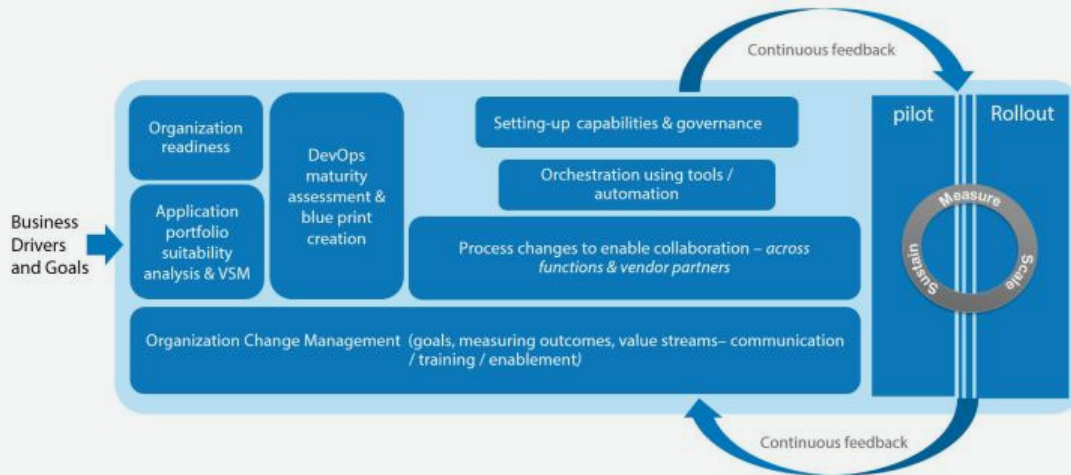 Continuous feedback
Organization
readiness
Application
portfolio
suitability
analysis & VSM
DevOps
maturity
assessment &
blue print
creation
Setting-up capabilities & governance
Orchestration using tools /
automation
Process changes to enable collaboration – across
functions & vendor partners
Organization Change Management (goals, measuring outcomes, value streams– communication
/ training / enablement)
Business
Drivers
and Goals
pilot
Rollout
Measure
Scale
Sustain
Continuous feedback